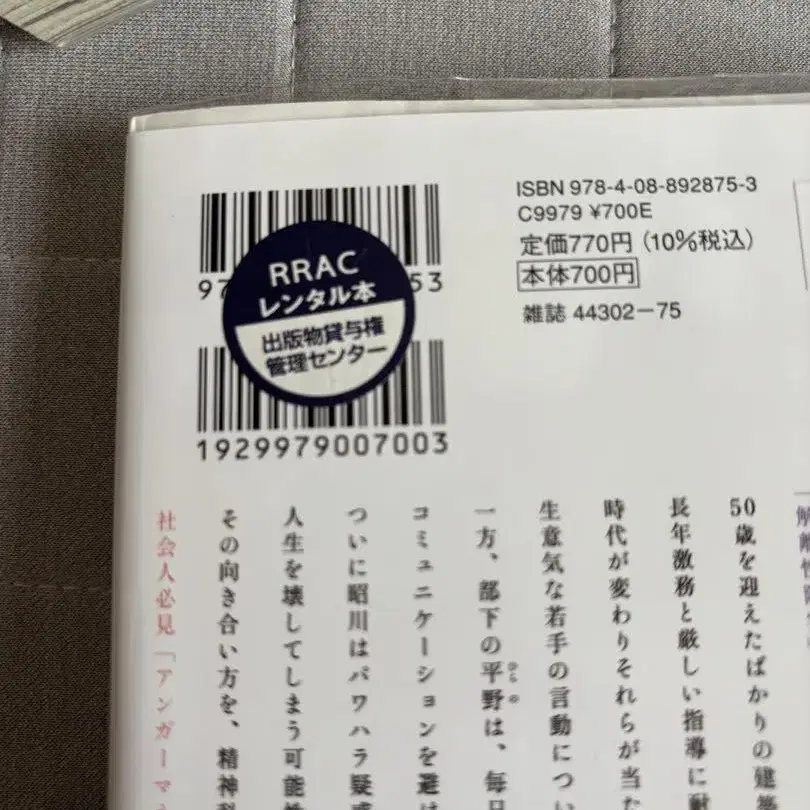 ISBN 978-4-08-892875-3
C9979 ¥700E
定価770円(10%税込)
本体700円
雑誌 44302-75
97
53
RRAC
レンタル本
出版物貸与権
管理センター
1929979007003
50歳を迎えたばかりの建
長年激務と厳しい指導に耐
時代が変わりそれらが当た
生意気な若手の言動につい
一方、部下の平野は、毎日
ひらの
コミュニケーションを避け
ついに昭川はパワハラ疑惑
人生を壊してしまう可能性
その向き合い方を、精神科
社会人必見「アンガーマ